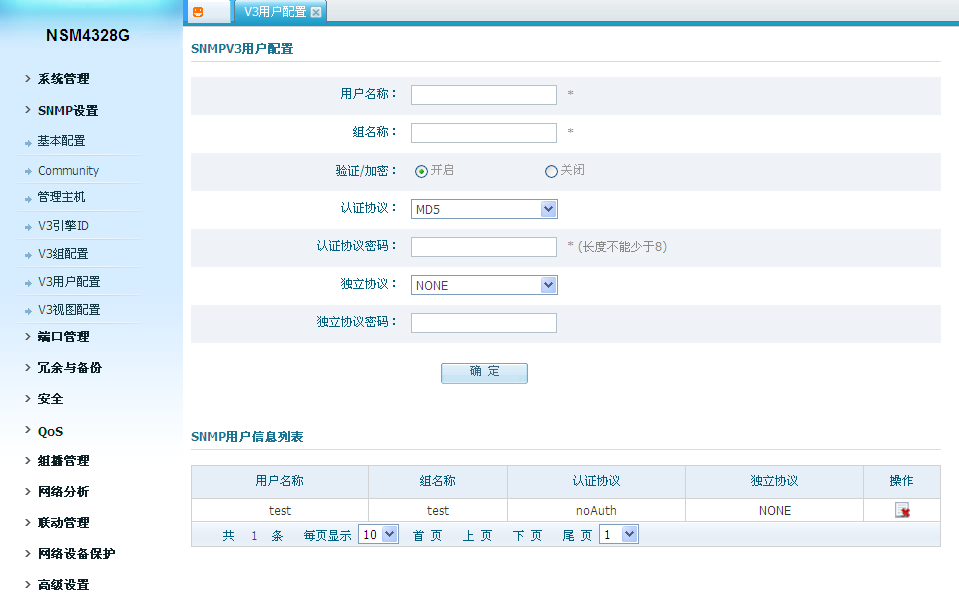 V3用户配置
NSM4328G
系统管理
SNMP设置
基本配置
Community
管理主机
V3引擎ID
V3组配置
V3用户配置
V3视图配置
端口管理
冗余与备份
安全
QoS
组播管理
网络分析
联动管理
网络设备保护
高级设置
SNMPV3用户配置
用户名称： *
组名称： *
验证/加密： 开启 关闭
认证协议： MD5
认证协议密码： * (长度不能少于8)
独立协议： NONE
独立协议密码：
确 定
SNMP用户信息列表
用户名称 组名称 认证协议 独立协议 操作
test test noAuth NONE
共 1 条 每页显示 10 首 页 上 页 下 页 尾 页 1